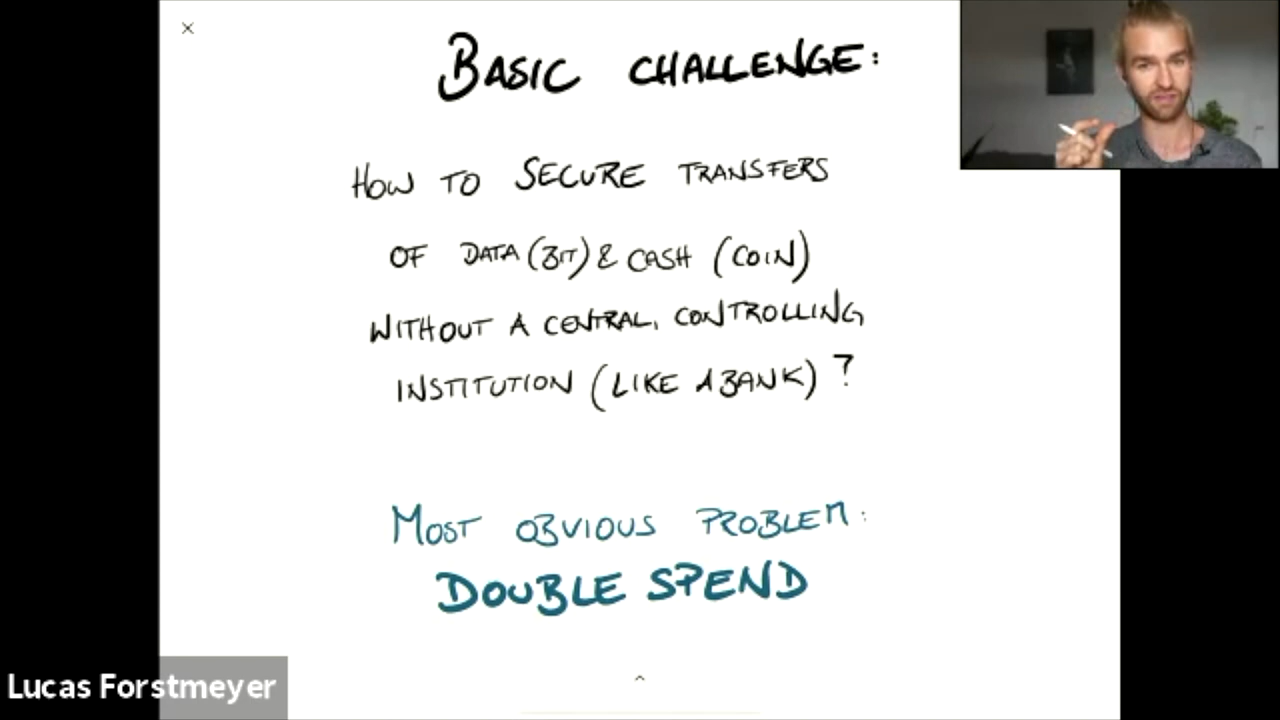 BASIC CHALLENGE:
HOW TO SECURE TRANSFERS
OF DATA (BIT) & CASH (COIN)
WITHOUT A CENTRAL, CONTROLLING
INSTITUTION (LIKE A BANK) ?
MOST OBVIOUS PROBLEM:
DOUBLE SPEND
Lucas Forstmeyer